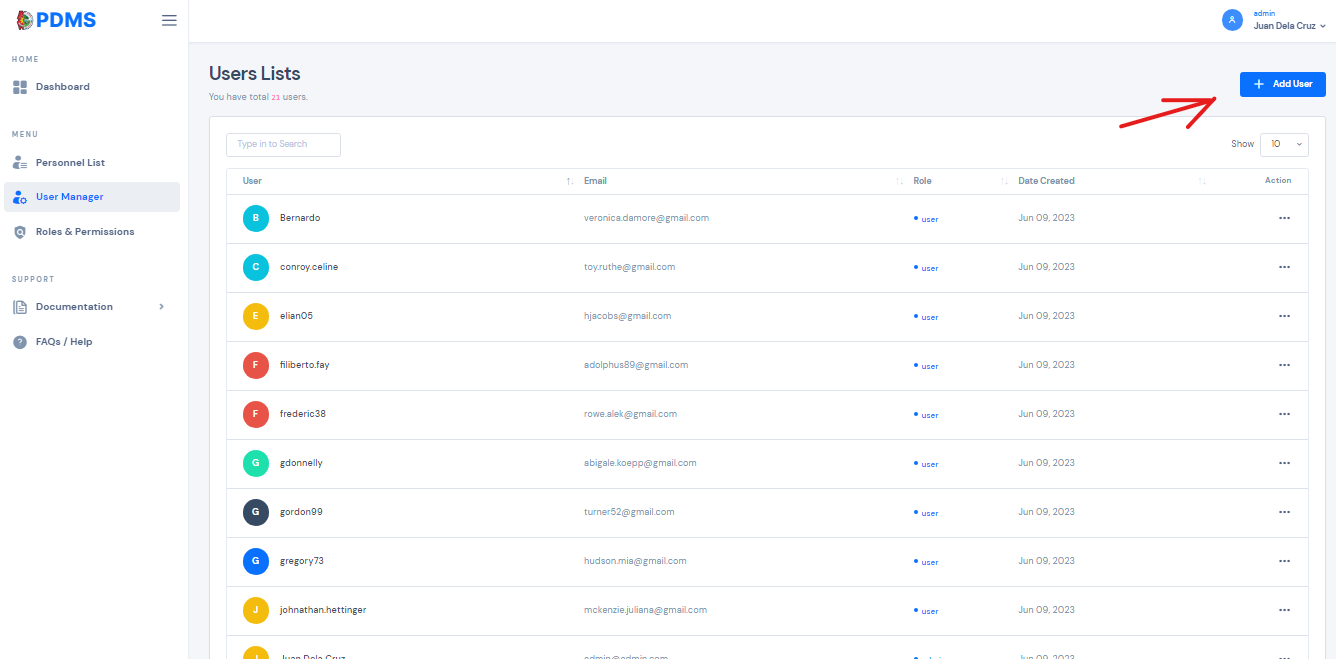 PDMS
admin
Juan Dela Cruz
HOME
Dashboard
MENU
Personnel List
User Manager
Roles & Permissions
SUPPORT
Documentation
FAQs / Help
Users Lists
You have total 21 users.
+ Add User
Type in to Search
Show 10
User Email Role Date Created Action
B Bernardo veronica.damore@gmail.com user Jun 09, 2023
C conroy.celine toy.ruthe@gmail.com user Jun 09, 2023
E elian05 hjacobs@gmail.com user Jun 09, 2023
F filiberto.fay adolphus89@gmail.com user Jun 09, 2023
F frederic38 rowe.alek@gmail.com user Jun 09, 2023
G gdonnelly abigale.koepp@gmail.com user Jun 09, 2023
G gordon99 turner52@gmail.com user Jun 09, 2023
G gregory73 hudson.mia@gmail.com user Jun 09, 2023
J johnathan.hettinger mckenzie.juliana@gmail.com user Jun 09, 2023
J Juan Dela Cruz admin@admin.com admin Jun 09, 2023